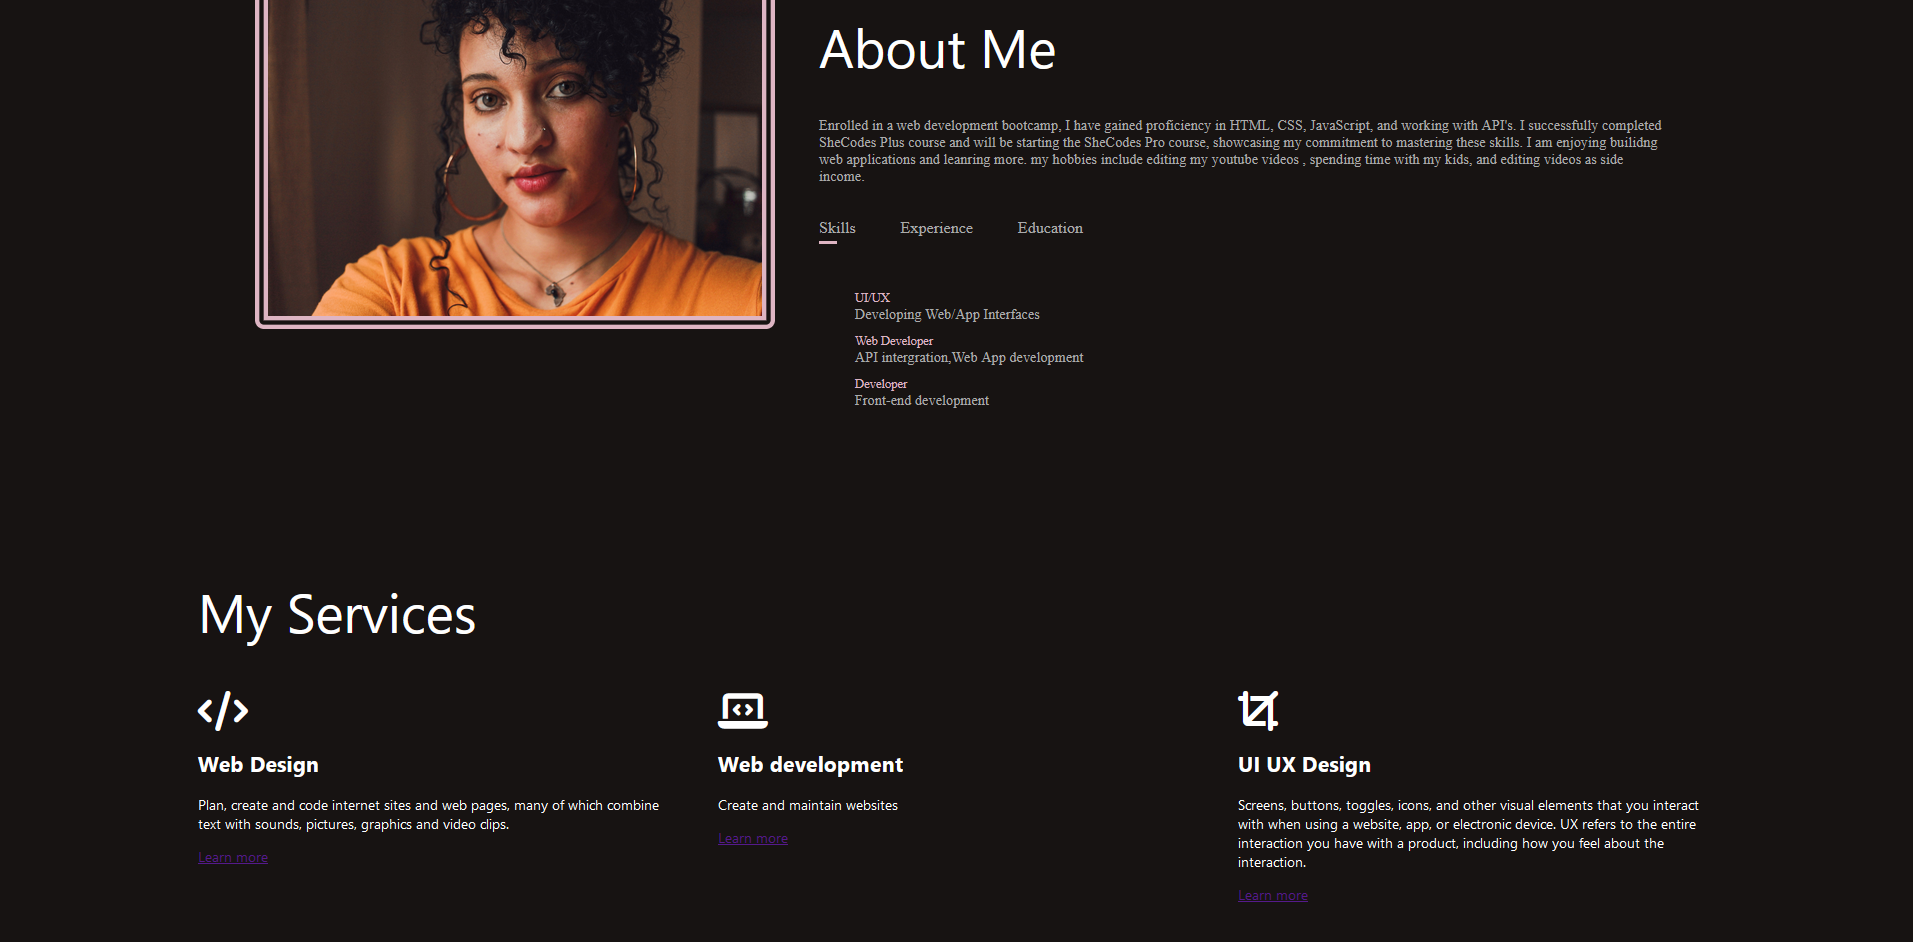 About Me
Enrolled in a web development bootcamp, I have gained proficiency in HTML, CSS, JavaScript, and working with API's. I successfully completed
SheCodes Plus course and will be starting the SheCodes Pro course, showcasing my commitment to mastering these skills. I am enjoying builidng
web applications and leanring more. my hobbies include editing my youtube videos , spending time with my kids, and editing videos as side
income.
Skills Experience Education
UI/UX
Developing Web/App Interfaces
Web Developer
API intergration,Web App development
Developer
Front-end development
My Services
Web Design
Plan, create and code internet sites and web pages, many of which combine
text with sounds, pictures, graphics and video clips.
Learn more
Web development
Create and maintain websites
Learn more
UI UX Design
Screens, buttons, toggles, icons, and other visual elements that you interact
with when using a website, app, or electronic device. UX refers to the entire
interaction you have with a product, including how you feel about the
interaction.
Learn more